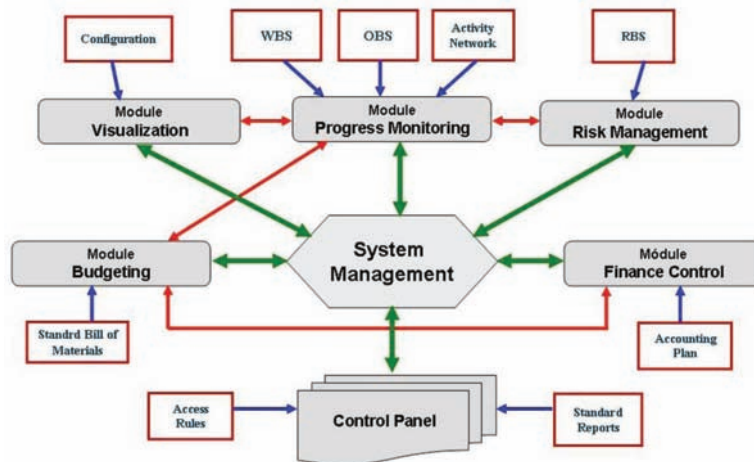 Configuration
WBS
OBS
Activity
Network
RBS
Module
Visualization
Module
Progress Monitoring
Module
Risk Management
Module
Budgeting
System
Management
Módule
Finance Control
Standrd Bill of
Materials
Accounting
Plan
Access
Rules
Control Panel
Standard
Reports